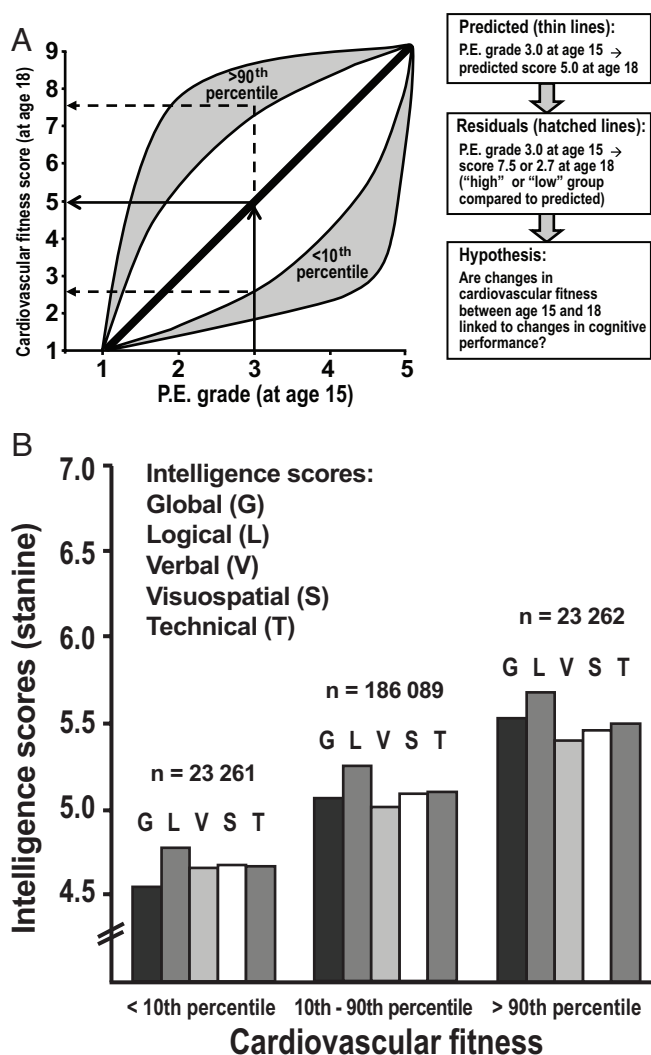 A
Cardiovascular fitness score (at age 18)
9
8
7
6
5
4
3
2
1
>90th
percentile
<10th
percentile
1 2 3 4 5
P.E. grade (at age 15)
Predicted (thin lines):
P.E. grade 3.0 at age 15 →
predicted score 5.0 at age 18
Residuals (hatched lines):
P.E. grade 3.0 at age 15 →
score 7.5 or 2.7 at age 18
("high" or "low" group
compared to predicted)
Hypothesis:
Are changes in
cardiovascular fitness
between age 15 and 18
linked to changes in cognitive
performance?
B
Intelligence scores (stanine)
7.0
6.5
6.0
5.5
5.0
4.5
Intelligence scores:
Global (G)
Logical (L)
Verbal (V)
Visuospatial (S)
Technical (T)
n = 23 261
G L V S T
n = 186 089
G L V S T
n = 23 262
G L V S T
< 10th percentile 10th - 90th percentile > 90th percentile
Cardiovascular fitness